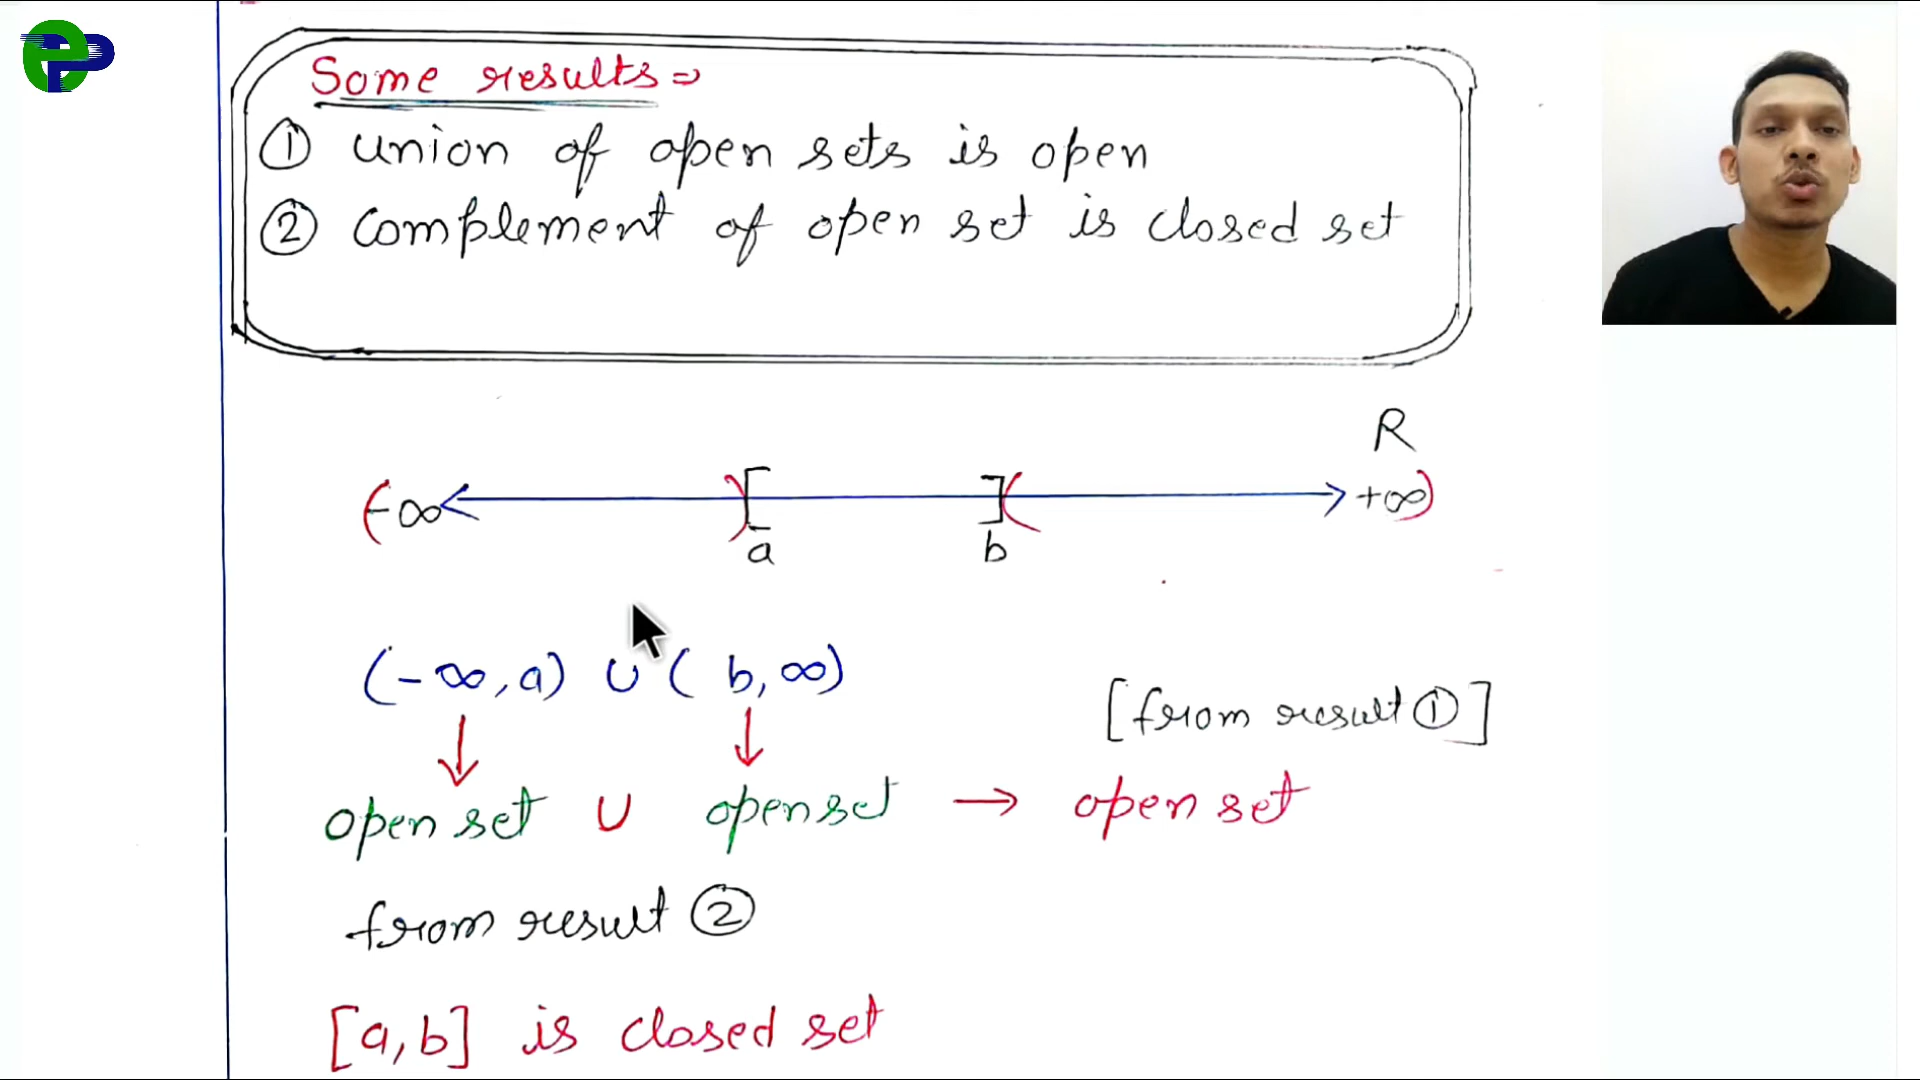 ep
Some results ⇒
① union of open sets is open
② complement of open set is closed set
R
-∞ a b +∞
(-∞, a) ∪ (b, ∞)
[from result ①]
open set ∪ open set → open set
from result ②
[a, b] is closed set